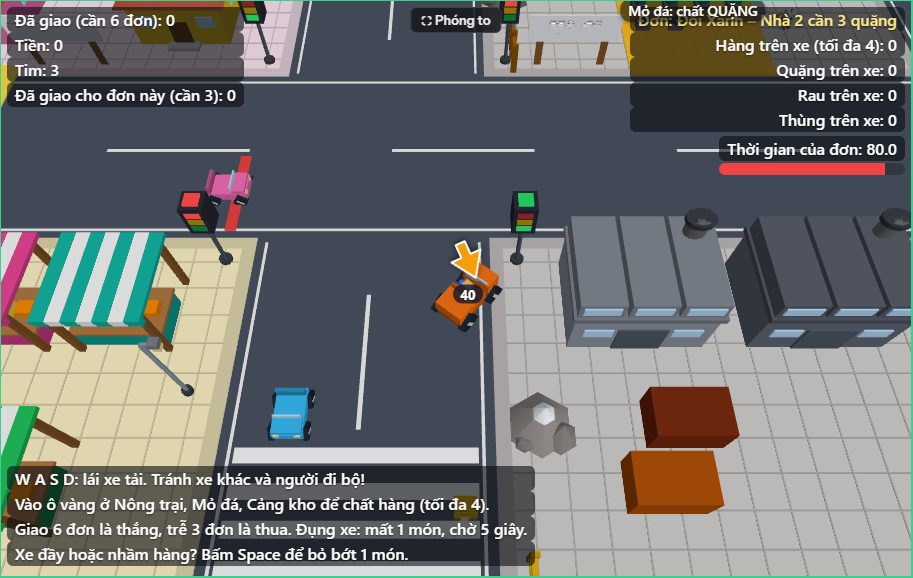 Đã giao (cần 6 đơn): 0
Tiền: 0
Tim: 3
Đã giao cho đơn này (cần 3): 0
Phóng to
Mỏ đá: chất QUẶNG
Đơn: Đồi Xanh – Nhà 2 cần 3 quặng
Hàng trên xe (tối đa 4): 0
Quặng trên xe: 0
Rau trên xe: 0
Thùng trên xe: 0
Thời gian của đơn: 80.0
40
W A S D: lái xe tải. Tránh xe khác và người đi bộ!
Vào ô vàng ở Nông trại, Mỏ đá, Cảng kho để chất hàng (tối đa 4).
Giao 6 đơn là thắng, trễ 3 đơn là thua. Đụng xe: mất 1 món, chờ 5 giây.
Xe đầy hoặc nhầm hàng? Bấm Space để bỏ bớt 1 món.